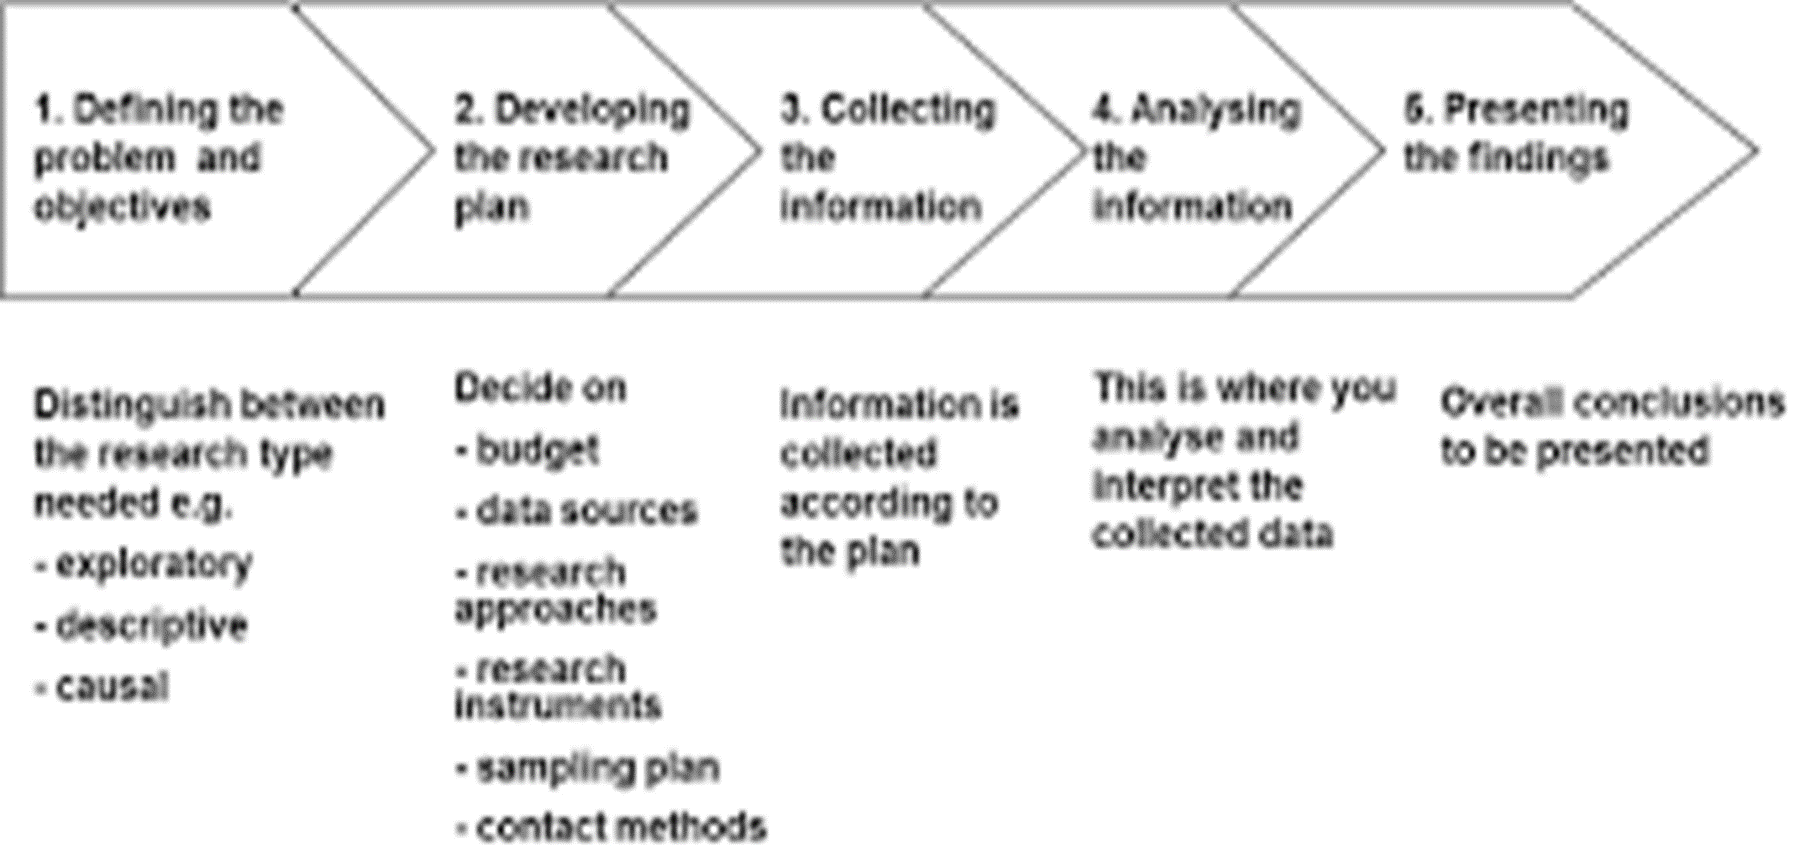 1. Defining the
problem and
objectives
2. Developing
the research
plan
3. Collecting
the
information
4. Analysing
the
information
5. Presenting
the findings
Distinguish between
the research type
needed e.g.
- exploratory
- descriptive
- causal
Decide on
- budget
- data sources
- research
approaches
- research
instruments
- sampling plan
- contact methods
Information is
collected
according to
the plan
This is where you
analyse and
Interpret the
collected data
Overall conclusions
to be presented